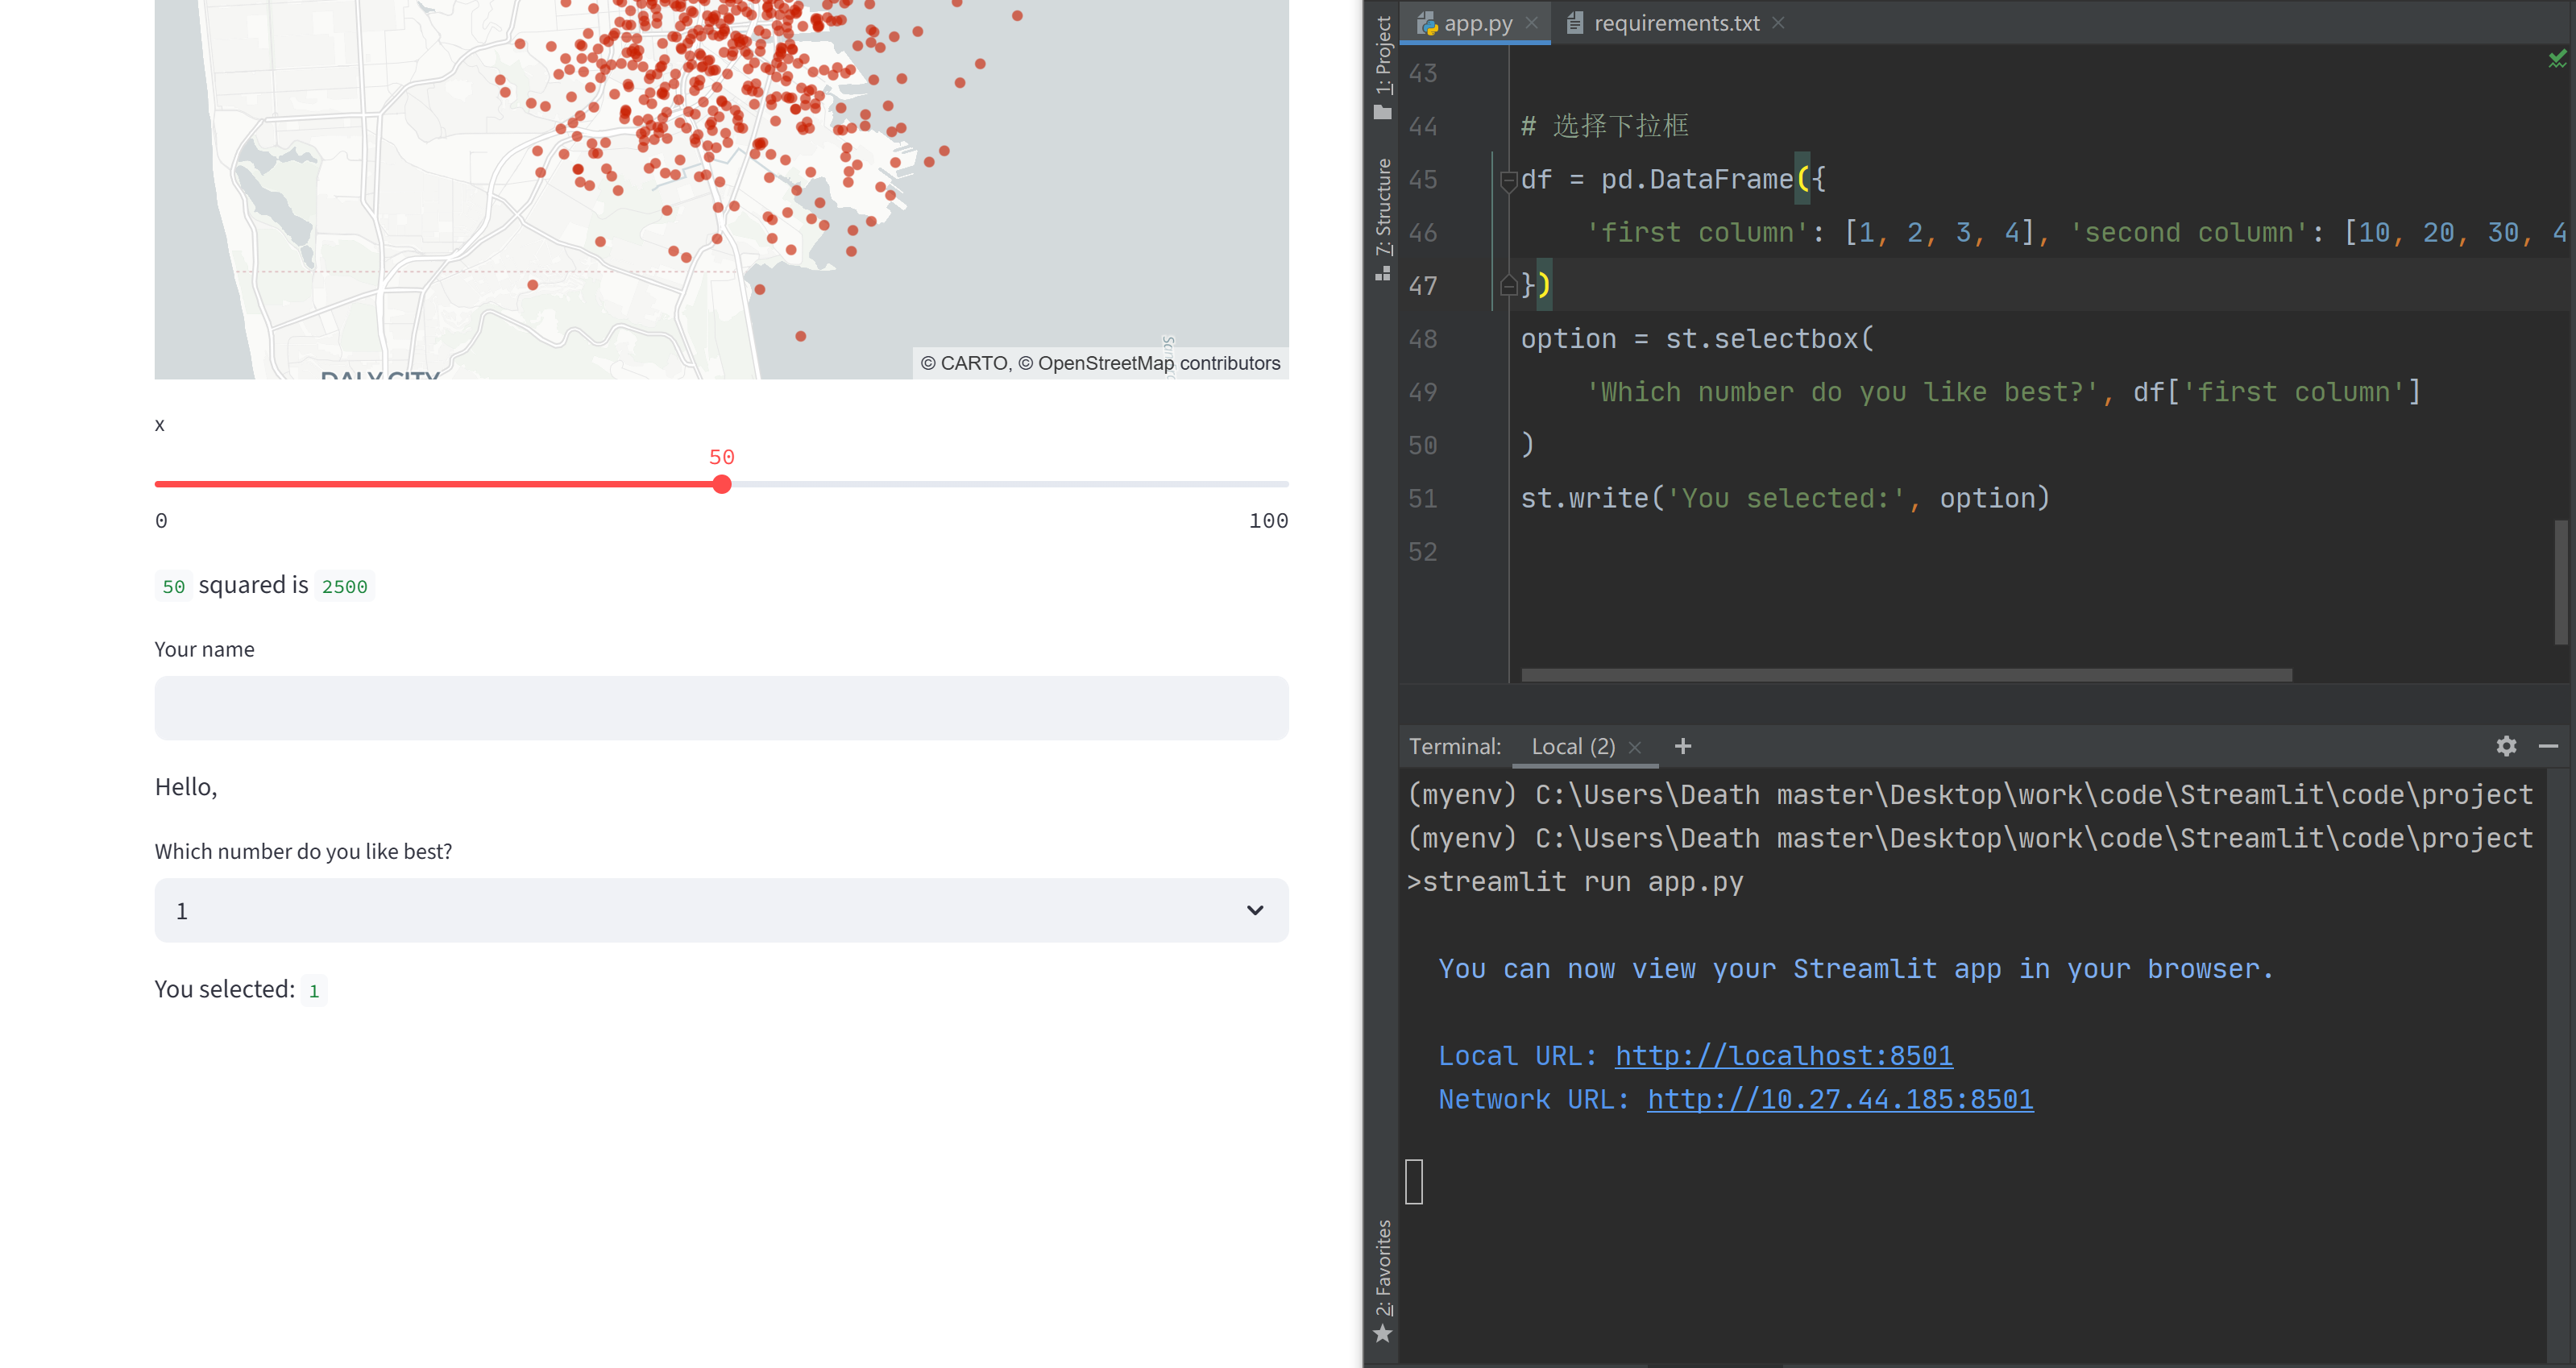 DALY CITY
© CARTO, © OpenStreetMap contributors
x
50
0
100
50 squared is 2500
Your name
Hello,
Which number do you like best?
1
You selected: 1
1: Project
7: Structure
2: Favorites
app.py
requirements.txt
43
44 # 选择下拉框
45 df = pd.DataFrame({
46 'first column': [1, 2, 3, 4], 'second column': [10, 20, 30, 4
47 })
48 option = st.selectbox(
49 'Which number do you like best?', df['first column']
50 )
51 st.write('You selected:', option)
52
Terminal: Local (2)
(myenv) C:\Users\Death master\Desktop\work\code\Streamlit\code\project
(myenv) C:\Users\Death master\Desktop\work\code\Streamlit\code\project
>streamlit run app.py
You can now view your Streamlit app in your browser.
Local URL: http://localhost:8501
Network URL: http://10.27.44.185:8501